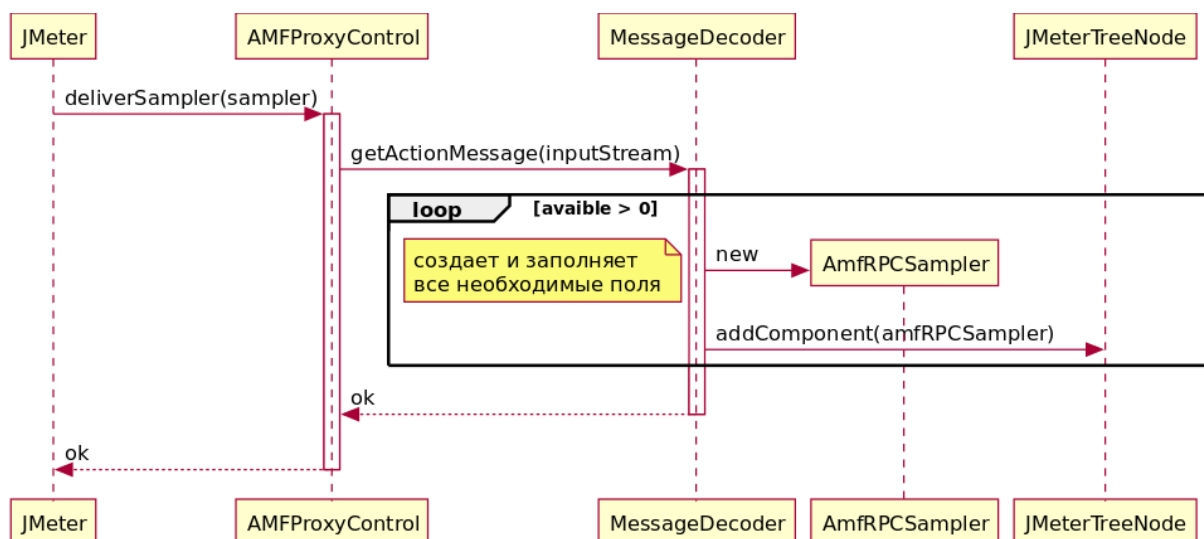 JMeter
AMFProxyControl
MessageDecoder
JMeterTreeNode
deliverSampler(sampler)
getActionMessage(inputStream)
loop
[avaible > 0]
создает и заполняет
все необходимые поля
new
AmfRPCSampler
addComponent(amfRPCSampler)
ok
ok
JMeter
AMFProxyControl
MessageDecoder
AmfRPCSampler
JMeterTreeNode